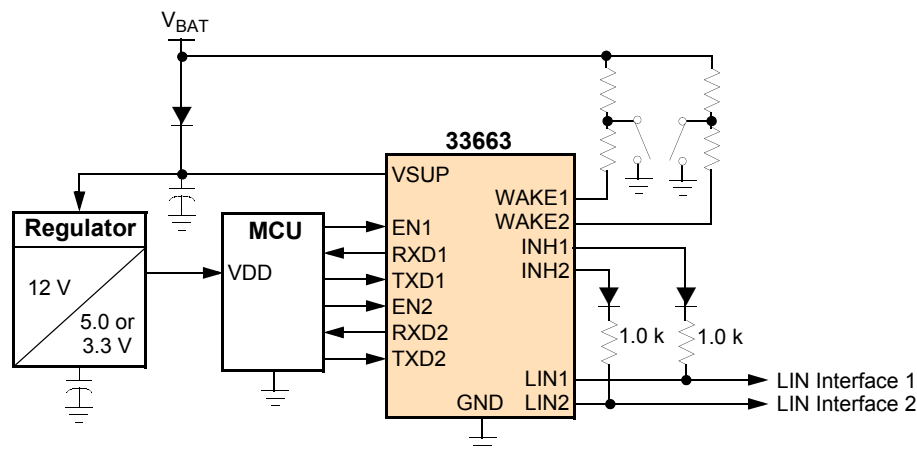 VBAT
33663
VSUP
WAKE1
WAKE2
Regulator
MCU
EN1
INH1
RXD1
INH2
VDD
TXD1
12 V
EN2
5.0 or
3.3 V
RXD2
1.0 k
1.0 k
TXD2
LIN1
LIN Interface 1
GND
LIN2
LIN Interface 2